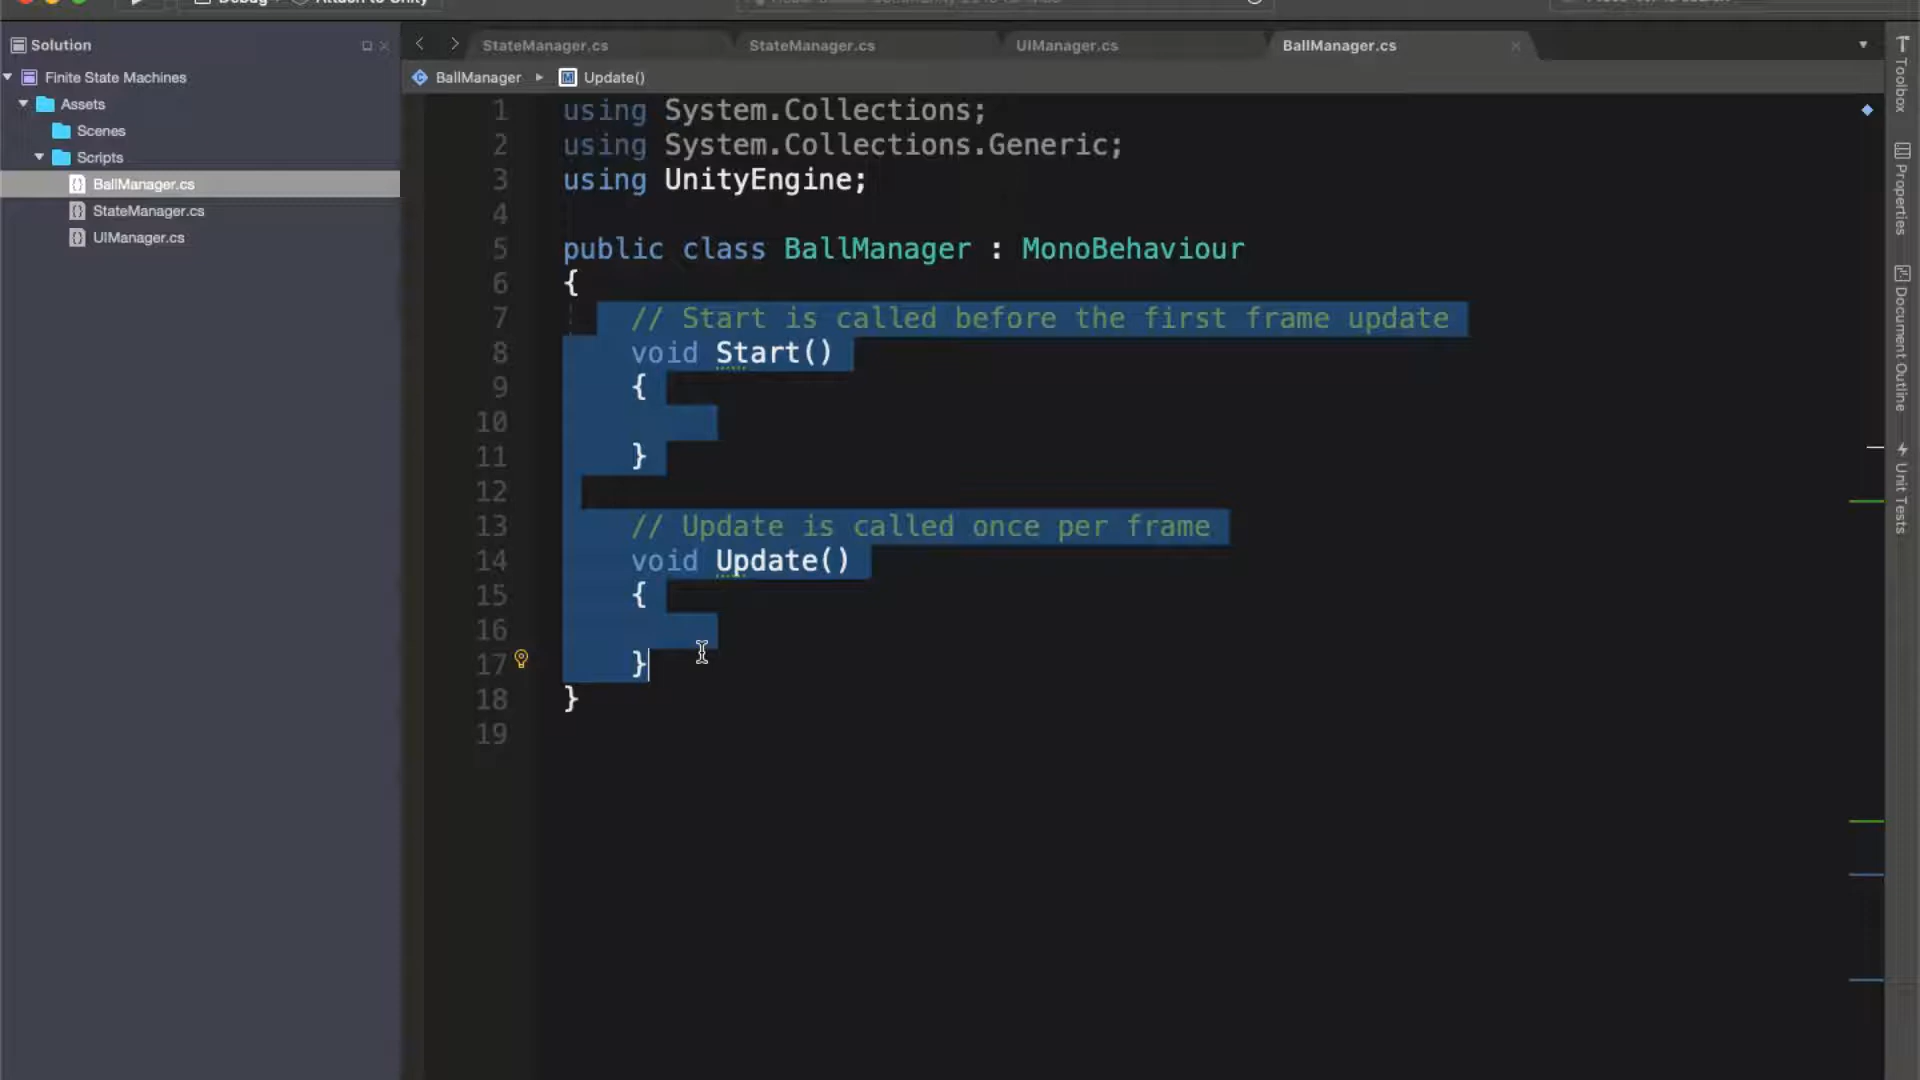 Debug
Attach to Unity
Solution
StateManager.cs
StateManager.cs
UIManager.cs
BallManager.cs
Finite State Machines
BallManager
Update()
Assets
Scenes
Scripts
BallManager.cs
StateManager.cs
UIManager.cs
1 using System.Collections;
2 using System.Collections.Generic;
3 using UnityEngine;
4
5 public class BallManager : MonoBehaviour
6 {
7 // Start is called before the first frame update
8 void Start()
9 {
10
11 }
12
13 // Update is called once per frame
14 void Update()
15 {
16
17 }
18 }
19
Toolbox
Properties
Document Outline
Unit Tests